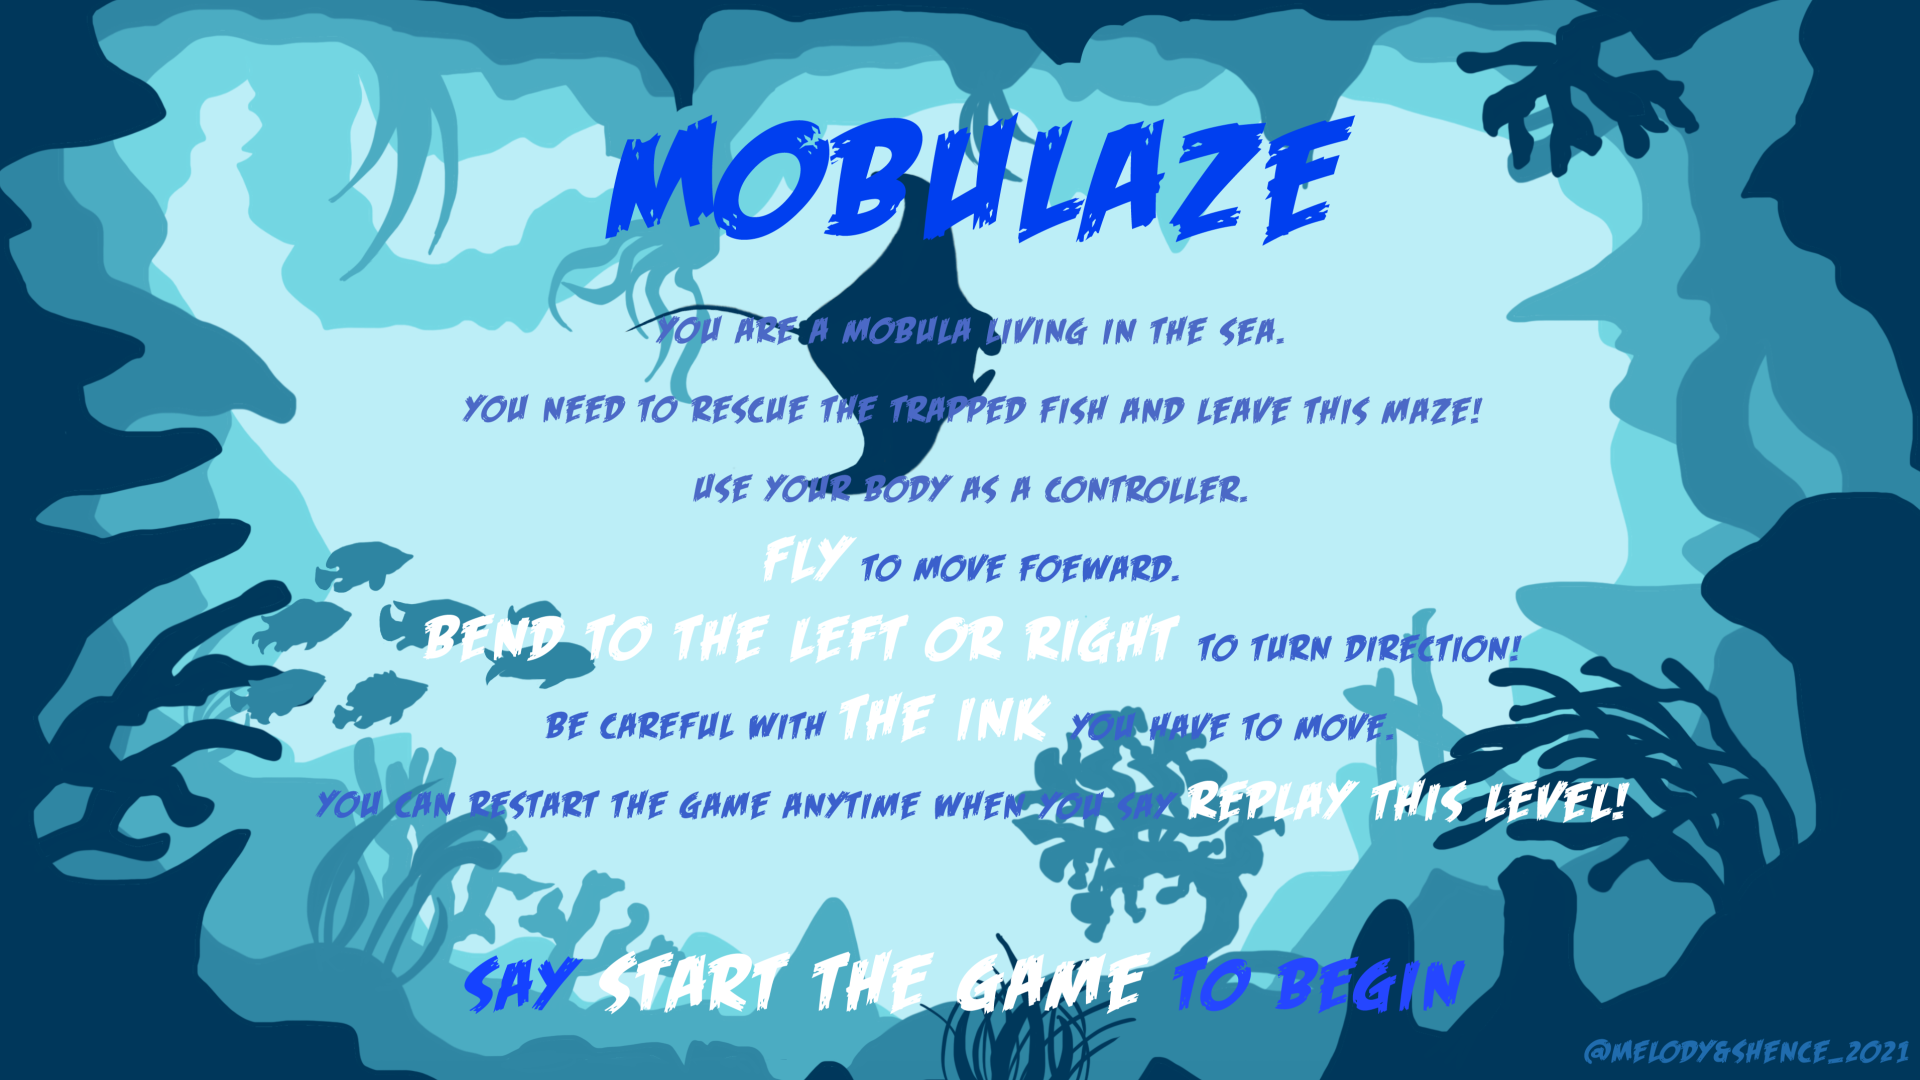 MOBULAZE
YOU ARE A MOBULA LIVING IN THE SEA.
YOU NEED TO RESCUE THE TRAPPED FISH AND LEAVE THIS MAZE!
USE YOUR BODY AS A CONTROLLER.
FLY TO MOVE FOEWARD.
BEND TO THE LEFT OR RIGHT TO TURN DIRECTION!
BE CAREFUL WITH THE INK YOU HAVE TO MOVE.
YOU CAN RESTART THE GAME ANYTIME WHEN YOU SAY REPLAY THIS LEVEL!
SAY START THE GAME TO BEGIN
@MELODY&SHENCE_2021